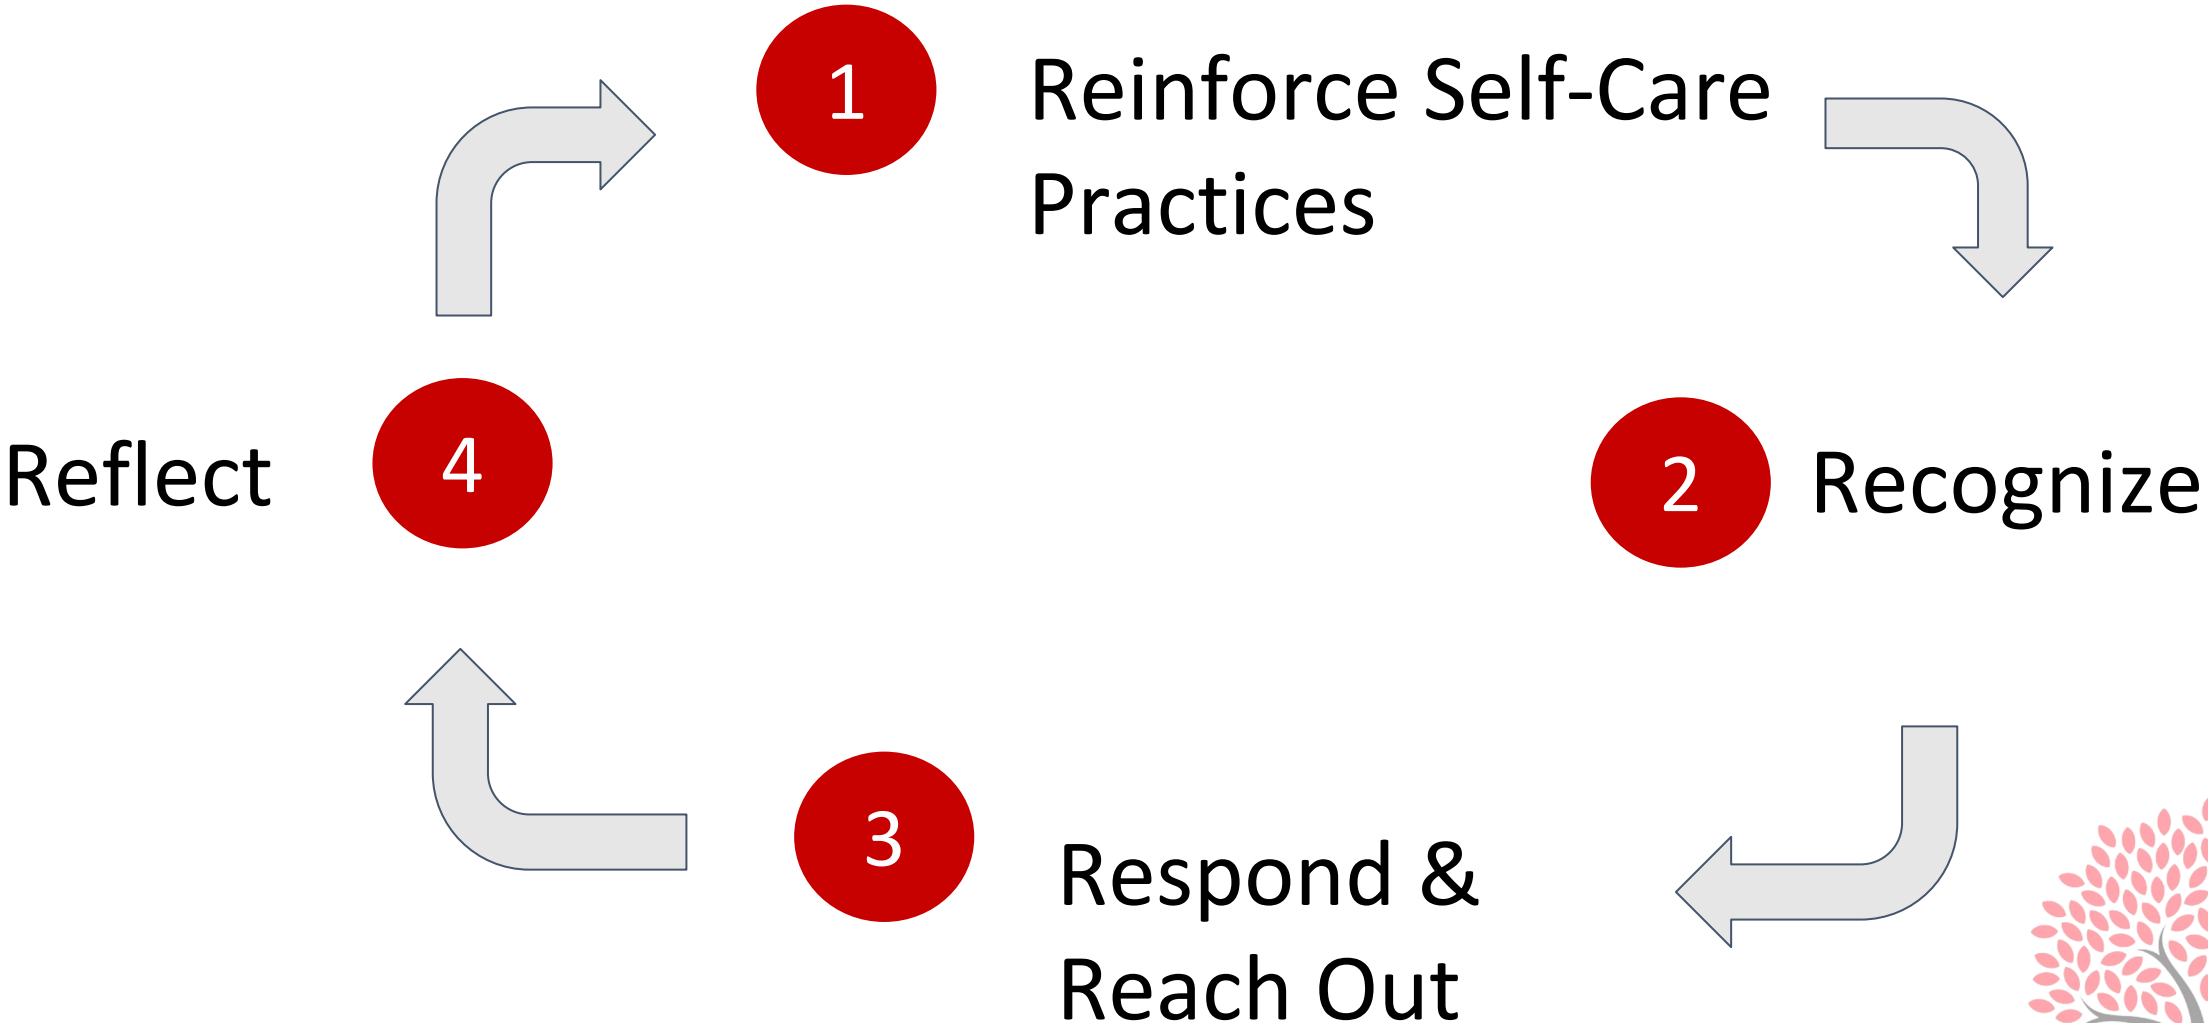 1
Reinforce Self-Care
Practices
2
Recognize
3
Respond &
Reach Out
4
Reflect